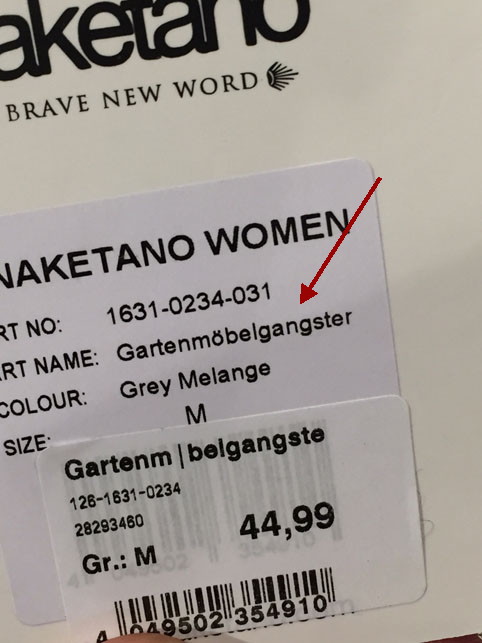 aketano
BRAVE NEW WORD
NAKETANO WOMEN
RT NO: 1631-0234-031
RT NAME: Gartenmöbelgangster
COLOUR: Grey Melange
SIZE: M
Gartenm|belgangste
126-1631-0234
28293460
44,99
Gr.: M
4 049502 354910